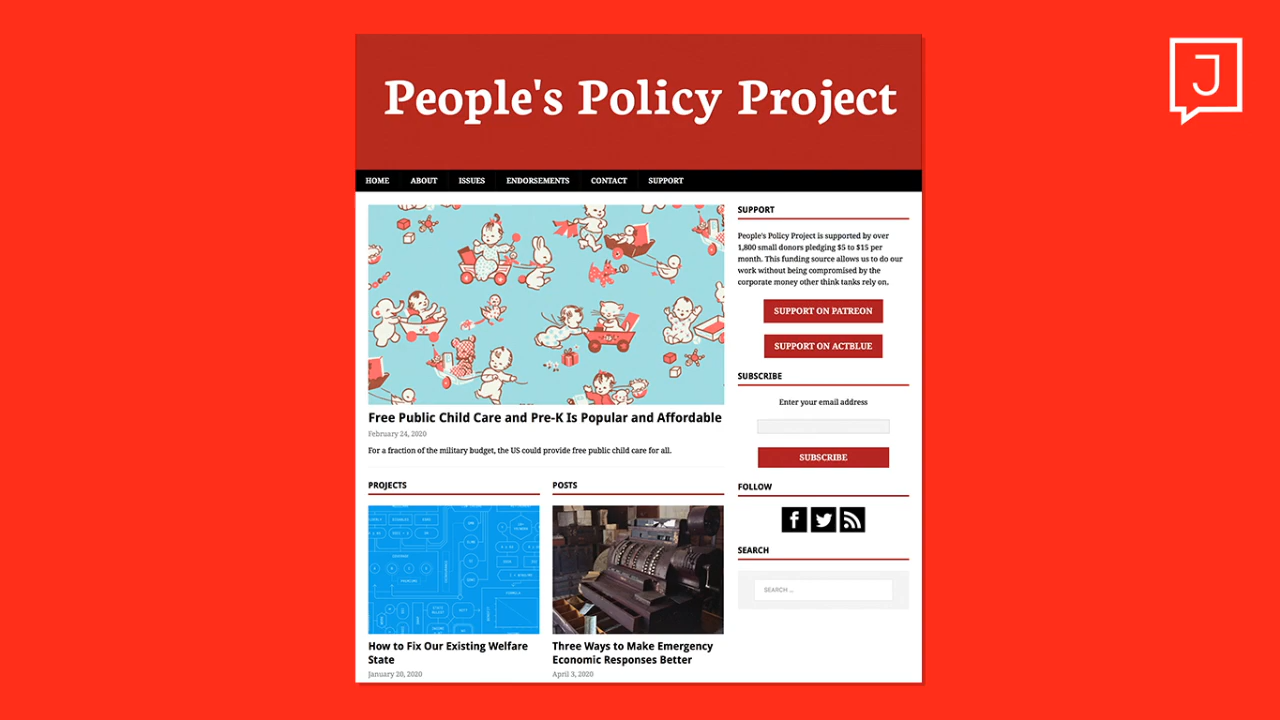 People's Policy Project
J
HOME ABOUT ISSUES ENDORSEMENTS CONTACT SUPPORT
Free Public Child Care and Pre-K Is Popular and Affordable
February 24, 2020
For a fraction of the military budget, the US could provide free public child care for all.
PROJECTS
How to Fix Our Existing Welfare
State
January 20, 2020
POSTS
Three Ways to Make Emergency
Economic Responses Better
April 3, 2020
SUPPORT
People's Policy Project is supported by over
1,800 small donors pledging $5 to $15 per
month. This funding source allows us to do our
work without being compromised by the
corporate money other think tanks rely on.
SUPPORT ON PATREON
SUPPORT ON ACTBLUE
SUBSCRIBE
Enter your email address
SUBSCRIBE
FOLLOW
SEARCH
SEARCH …